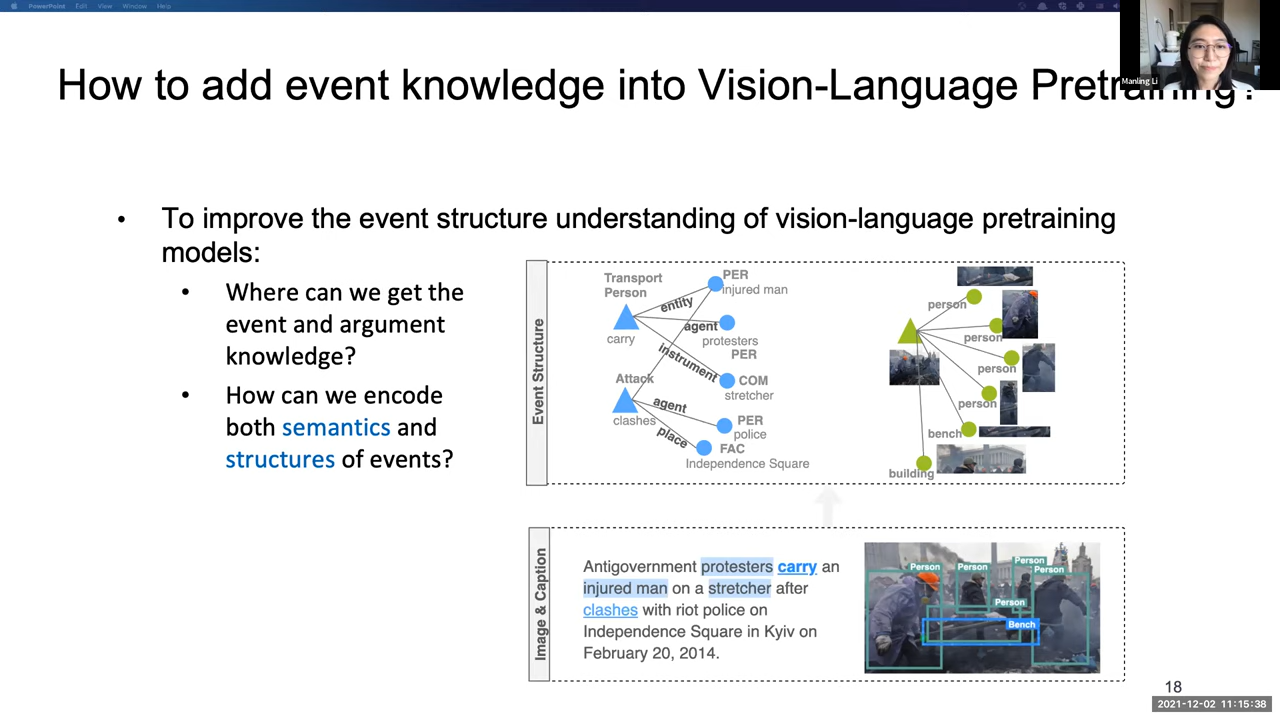 PowerPoint Edit View Window Help
Manling Li
How to add event knowledge into Vision-Language Pretraining?
• To improve the event structure understanding of vision-language pretraining
models:
• Where can we get the
event and argument
knowledge?
• How can we encode
both semantics and
structures of events?
Event Structure
Transport
Person
carry
entity
agent
instrument
PER
injured man
protesters
PER
COM
stretcher
Attack
clashes
agent
place
PER
police
FAC
Independence Square
person
person
person
person
bench
building
Image & Caption
Antigovernment protesters carry an
injured man on a stretcher after
clashes with riot police on
Independence Square in Kyiv on
February 20, 2014.
Person
Person
Person
Person
Person
Bench
18
2021-12-02 11:15:38